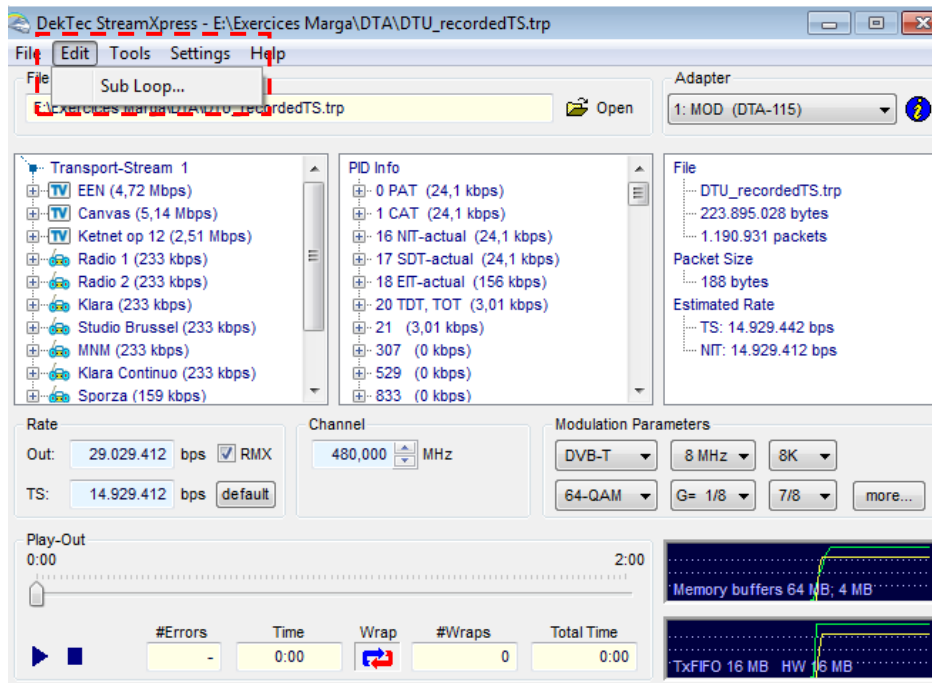 DekTec StreamXpress - E:\Exercices Marga\DTA\DTU_recordedTS.trp
File Edit Tools Settings Help
Sub Loop...
File
E:\Exercices Marga\DTA\DTU_recordedTS.trp
Open
Adapter
1: MOD (DTA-115)
Transport-Stream 1
TV EEN (4,72 Mbps)
TV Canvas (5,14 Mbps)
TV Ketnet op 12 (2,51 Mbps)
Radio 1 (233 kbps)
Radio 2 (233 kbps)
Klara (233 kbps)
Studio Brussel (233 kbps)
MNM (233 kbps)
Klara Continuo (233 kbps)
Sporza (159 kbps)
PID Info
0 PAT (24,1 kbps)
1 CAT (24,1 kbps)
16 NIT-actual (24,1 kbps)
17 SDT-actual (24,1 kbps)
18 EIT-actual (156 kbps)
20 TDT, TOT (3,01 kbps)
21 (3,01 kbps)
307 (0 kbps)
529 (0 kbps)
833 (0 kbps)
File
DTU_recordedTS.trp
223.895.028 bytes
1.190.931 packets
Packet Size
188 bytes
Estimated Rate
TS: 14.929.442 bps
NIT: 14.929.412 bps
Rate
Out: 29.029.412 bps RMX
TS: 14.929.412 bps default
Channel
480,000 MHz
Modulation Parameters
DVB-T 8 MHz 8K
64-QAM G= 1/8 7/8 more...
Play-Out
0:00 2:00
#Errors Time Wrap #Wraps Total Time
- 0:00 0 0:00
Memory buffers 64 MB; 4 MB
TxFIFO 16 MB HW 16 MB